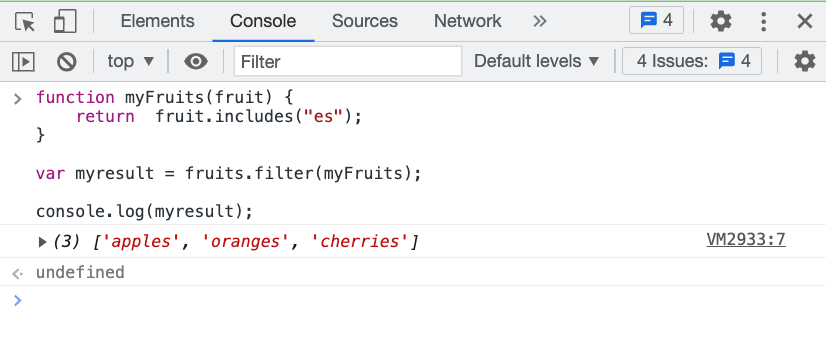 Elements Console Sources Network » 4
top ▼ Filter Default levels ▼ 4 Issues: 4
> function myFruits(fruit) {
return  fruit.includes("es");
}
var myresult = fruits.filter(myFruits);
console.log(myresult);
▶ (3) ['apples', 'oranges', 'cherries'] VM2933:7
undefined
>